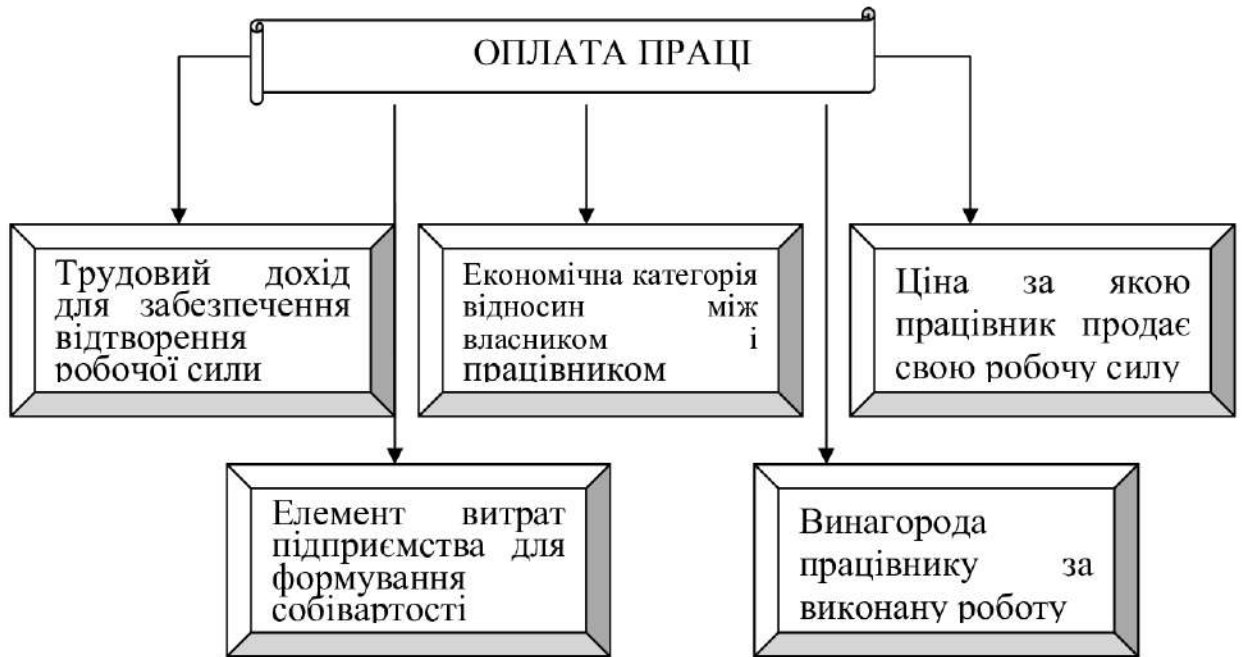 ОПЛАТА ПРАЦІ
Трудовий дохід
для забезпечення
відтворення
робочої сили
Економічна категорія
відносин між
власником і
працівником
Ціна за якою
працівник продає
свою робочу силу
Елемент витрат
підприємства для
формування
собівартості
Винагорода
працівнику за
виконану роботу